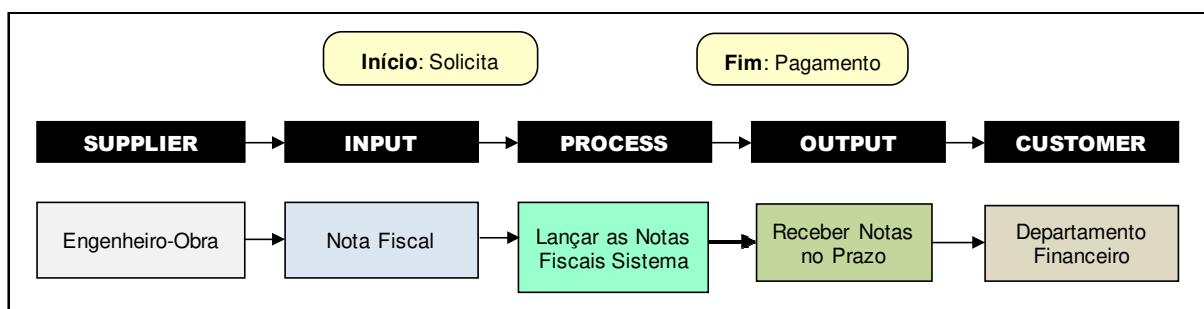 Início: Solicita
Fim: Pagamento
SUPPLIER
INPUT
PROCESS
OUTPUT
CUSTOMER
Engenheiro-Obra
Nota Fiscal
Lançar as Notas
Fiscais Sistema
Receber Notas
no Prazo
Departamento
Financeiro